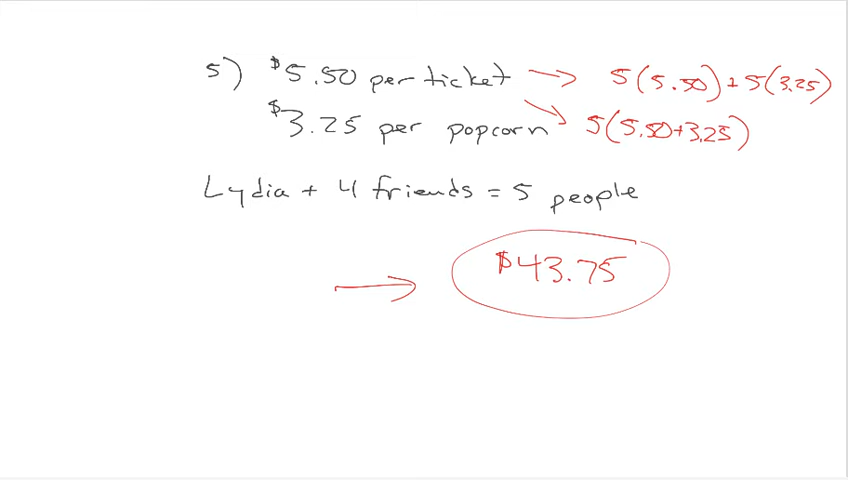 5) $5.50 per ticket → 5(5.50) + 5(3.25)
$3.25 per popcorn → 5(5.50+3.25)
Lydia + 4 friends = 5 people
→ $43.75